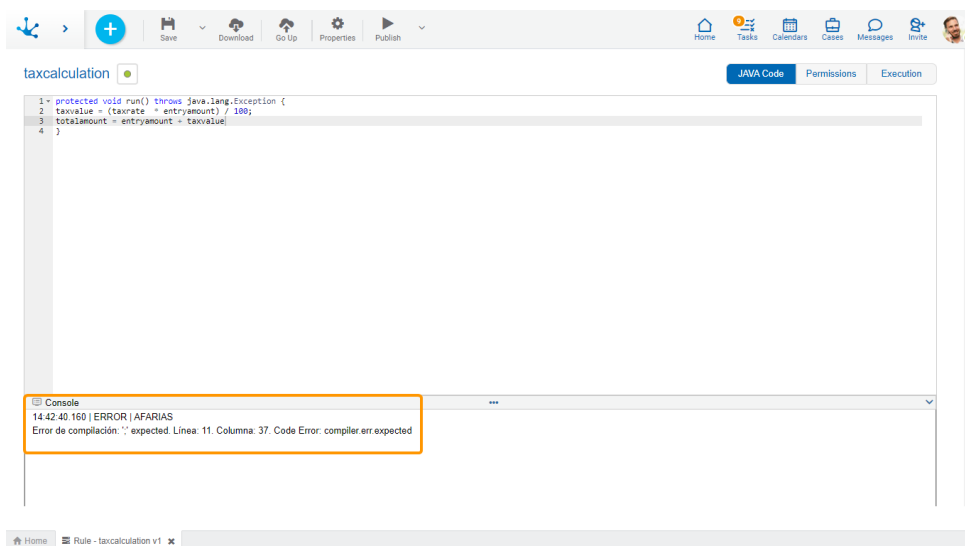 Save
Download
Go Up
Properties
Publish
Home
9
Tasks
Calendars
Cases
Messages
Invite
taxcalculation
JAVA Code
Permissions
Execution
1 protected void run() throws java.lang.Exception {
2 taxvalue = (taxrate * entryamount) / 100;
3 totalamount = entryamount + taxvalue
4 }
Console
14:42:40.160 | ERROR | AFARIAS
Error de compilación: ';' expected. Línea: 11. Columna: 37. Code Error: compiler.err.expected
Home
Rule - taxcalculation v1